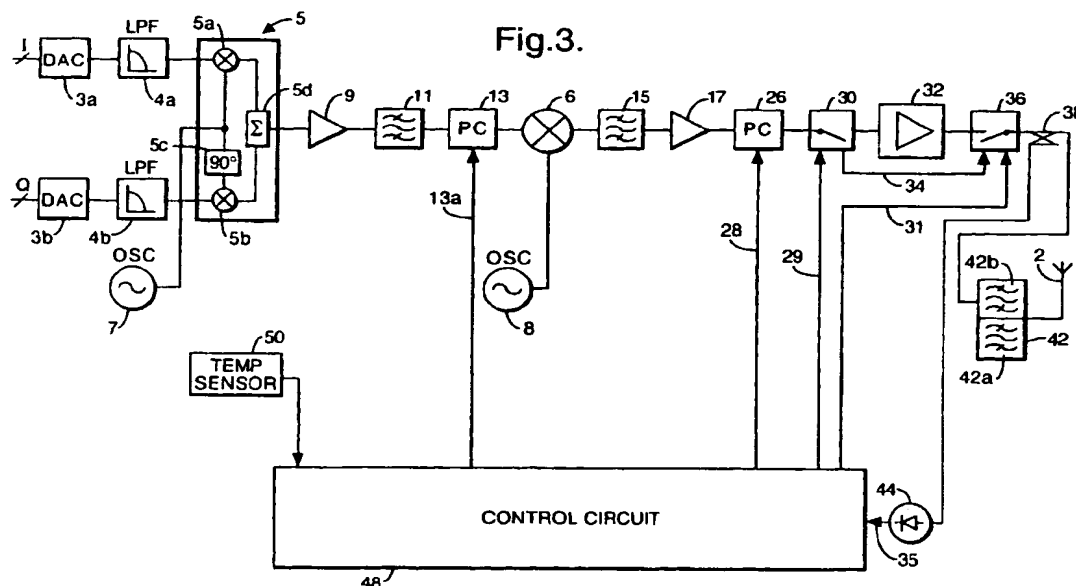 Fig.3.
5a
5
I
DAC
3a
LPF
4a
5d
Σ
5c
90°
Q
DAC
3b
LPF
4b
5b
OSC
7
9
11
13
PC
13a
6
OSC
8
15
17
26
PC
28
30
29
32
34
31
36
38
2
42b
42
42a
50
TEMP
SENSOR
CONTROL CIRCUIT
48
44
35